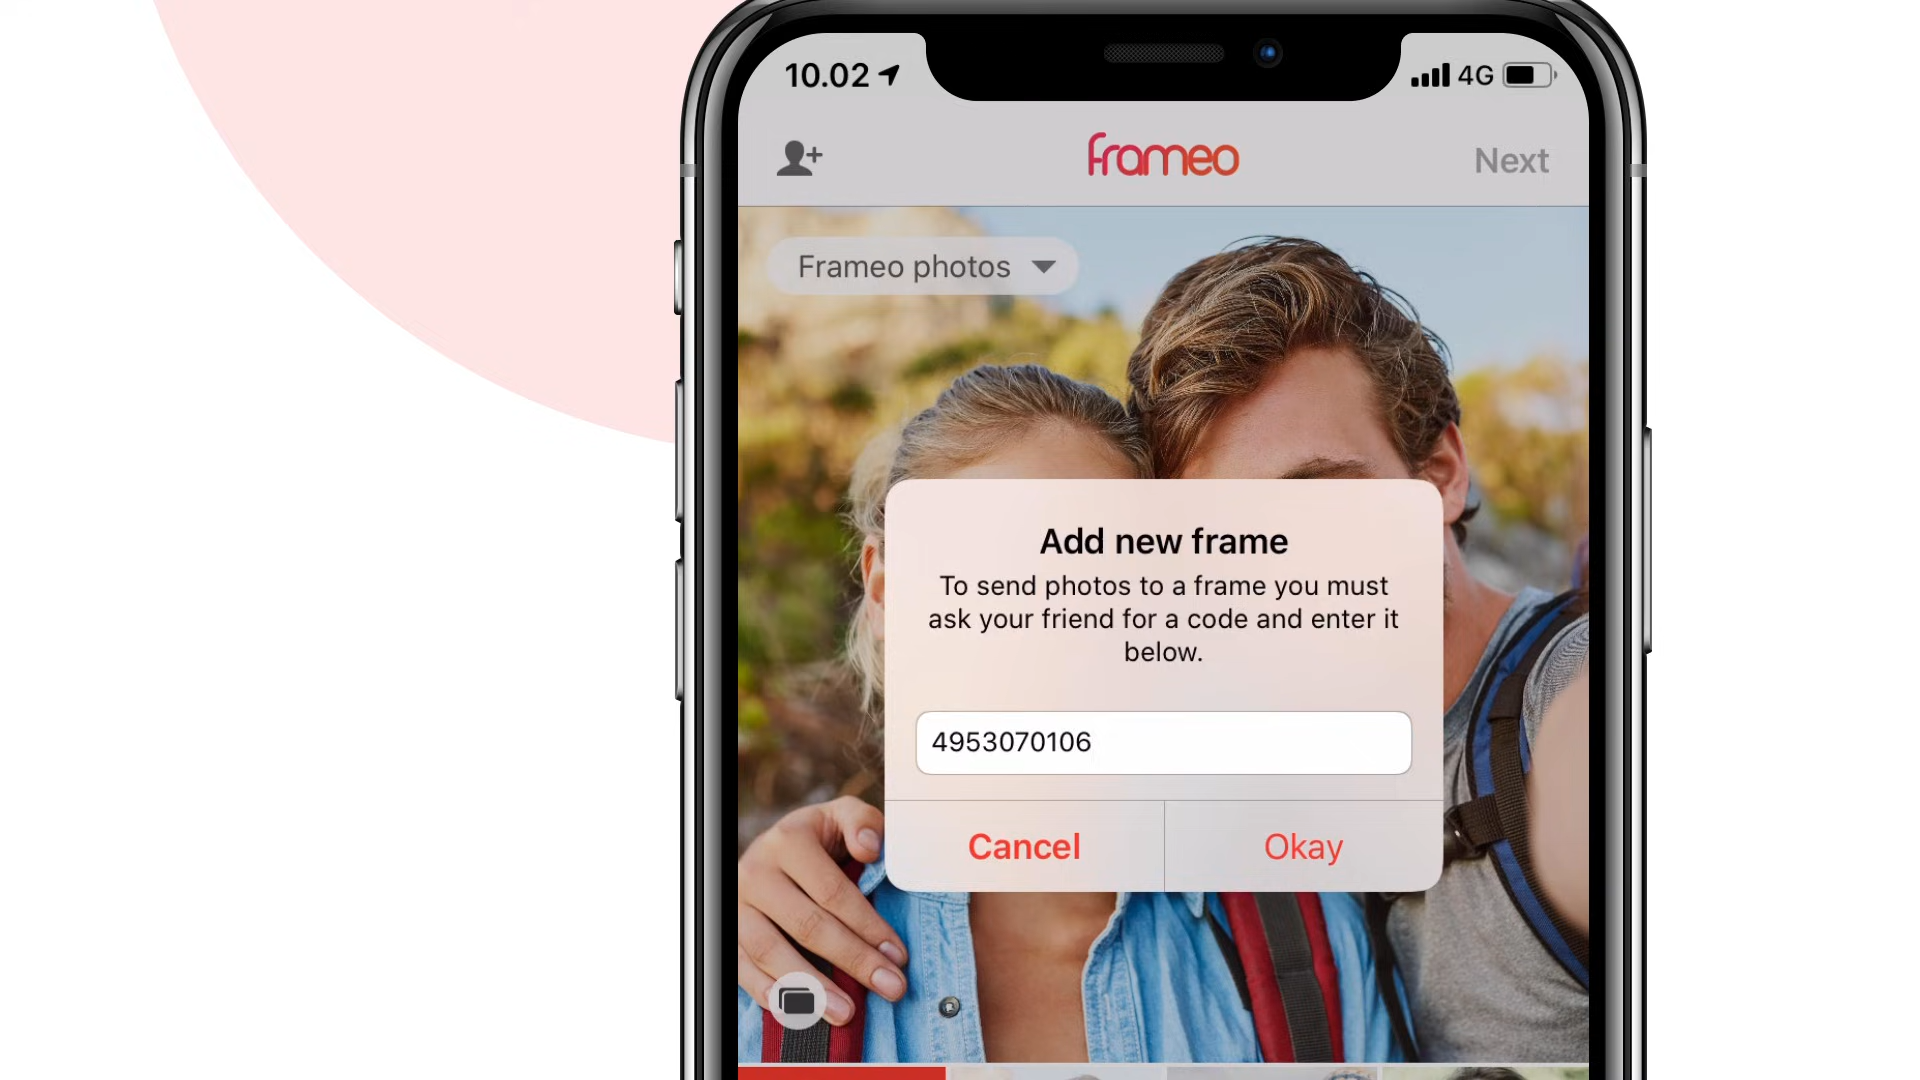 10.02
4G
frameo
Next
Frameo photos
Add new frame
To send photos to a frame you must
ask your friend for a code and enter it
below.
4953070106
Cancel
Okay